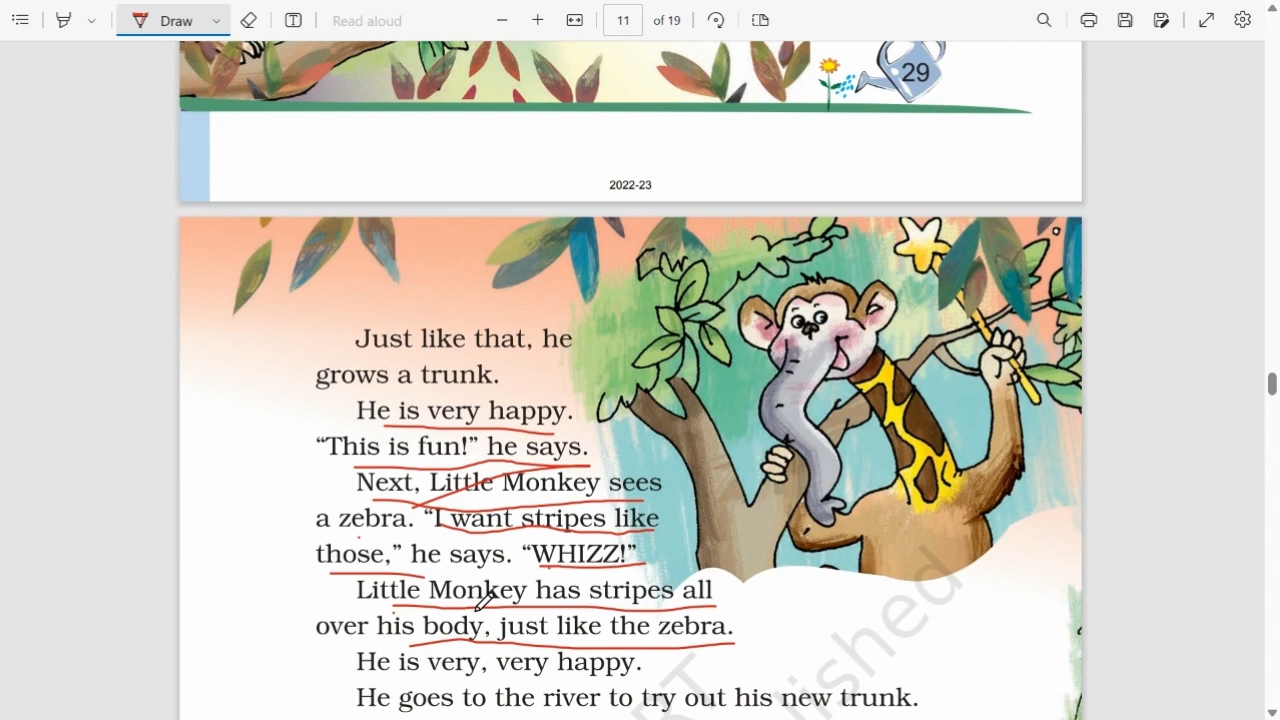 Draw
Read aloud
11 of 19
29
2022-23
Just like that, he
grows a trunk.
He is very happy.
“This is fun!” he says.
Next, Little Monkey sees
a zebra. “I want stripes like
those,” he says. “WHIZZ!”
Little Monkey has stripes all
over his body, just like the zebra.
He is very, very happy.
He goes to the river to try out his new trunk.